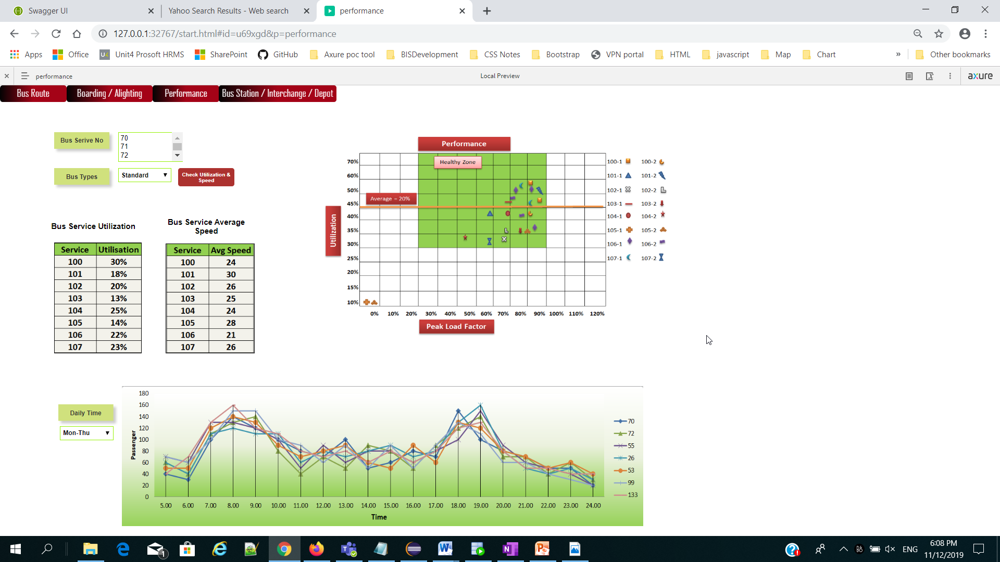 Swagger UI
Yahoo Search Results - Web search
performance
127.0.0.1:32767/start.html#id=u69xgd&p=performance
Apps
Office
U4
Unit4 Prosoft HRMS
SharePoint
GitHub
Axure poc tool
BISDevelopment
CSS Notes
Bootstrap
VPN portal
HTML
javascript
Map
Chart
»
Other bookmarks
performance
Local Preview
axure
Bus Route
Boarding / Alighting
Performance
Bus Station / Interchange / Depot
Bus Serive No
70
71
72
Bus Types
Standard
Check Utilization &
Speed
Bus Service Utilization
Service Utilisation
100 30%
101 18%
102 20%
103 13%
104 25%
105 14%
106 22%
107 23%
Bus Service Average
Speed
Service Avg Speed
100 24
101 30
102 26
103 25
104 24
105 28
106 21
107 26
Performance
Healthy Zone
Average = 20%
Utilization
70%
60%
50%
45%
40%
35%
30%
25%
20%
15%
10%
0% 10% 20% 30% 40% 50% 60% 70% 80% 90% 100% 110% 120%
Peak Load Factor
100-1 100-2
101-1 101-2
102-1 102-2
103-1 103-2
104-1 104-2
105-1 105-2
106-1 106-2
107-1 107-2
Daily Time
Mon-Thu
Passenger
180
160
140
120
100
80
60
40
20
0
5.00 6.00 7.00 8.00 9.00 10.00 11.00 12.00 13.00 14.00 15.00 16.00 17.00 18.00 19.00 20.00 21.00 22.00 23.00 24.00
Time
70
72
55
26
53
99
133
1
ENG
6:08 PM
11/12/2019